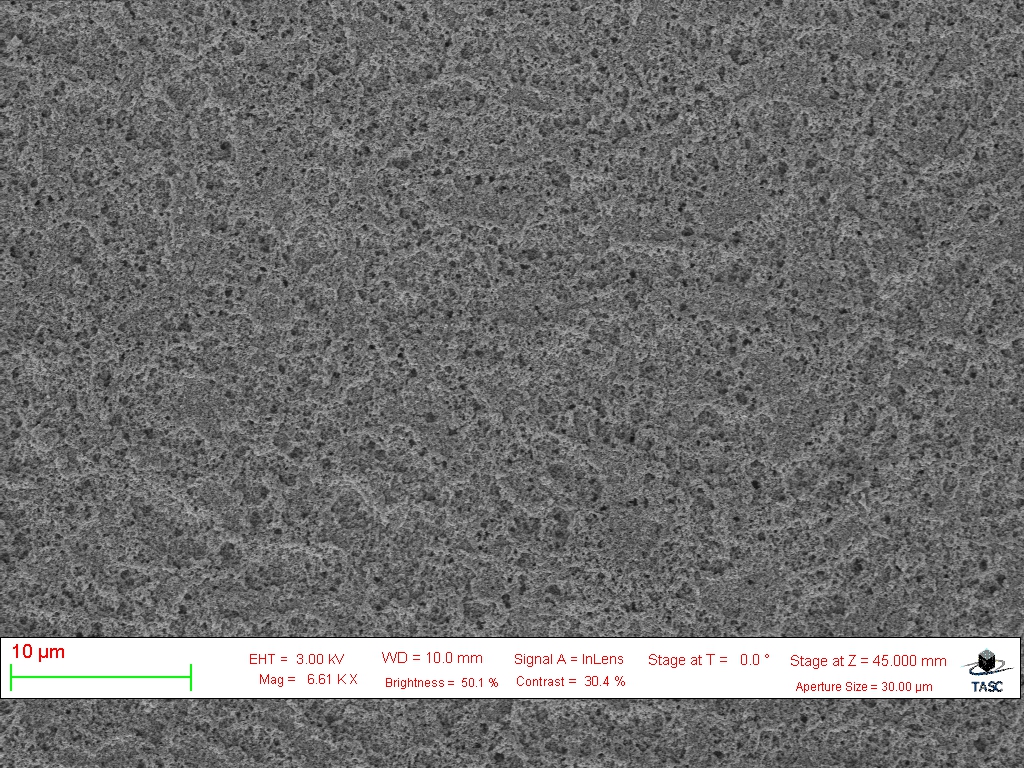 10 µm
EHT = 3.00 kV WD = 10.0 mm Signal A = InLens Stage at T = 0.0 ° Stage at Z = 45.000 mm
Mag = 6.61 K X Brightness = 50.1 % Contrast = 30.4 % Aperture Size = 30.00 µm
TASC